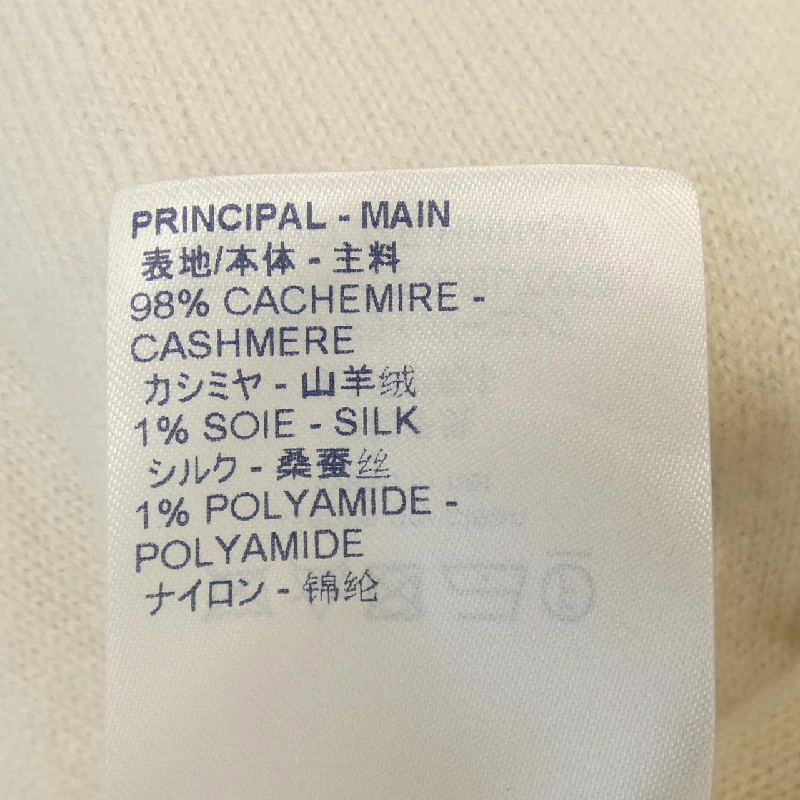 PRINCIPAL - MAIN
表地/本体 - 主料
98% CACHEMIRE -
CASHMERE
カシミヤ - 山羊绒
1% SOIE - SILK
シルク - 桑蚕丝
1% POLYAMIDE -
POLYAMIDE
ナイロン - 锦纶